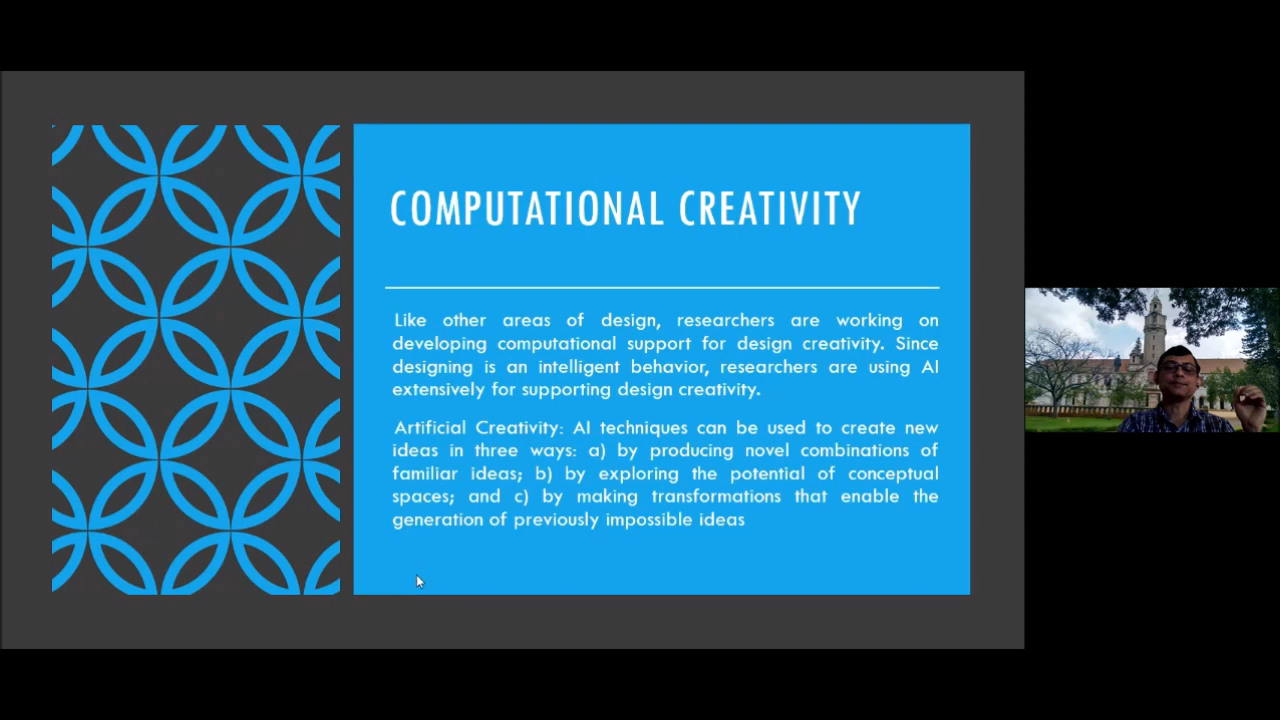 COMPUTATIONAL CREATIVITY
Like other areas of design, researchers are working on
developing computational support for design creativity. Since
designing is an intelligent behavior, researchers are using AI
extensively for supporting design creativity.
Artificial Creativity: AI techniques can be used to create new
ideas in three ways: a) by producing novel combinations of
familiar ideas; b) by exploring the potential of conceptual
spaces; and c) by making transformations that enable the
generation of previously impossible ideas